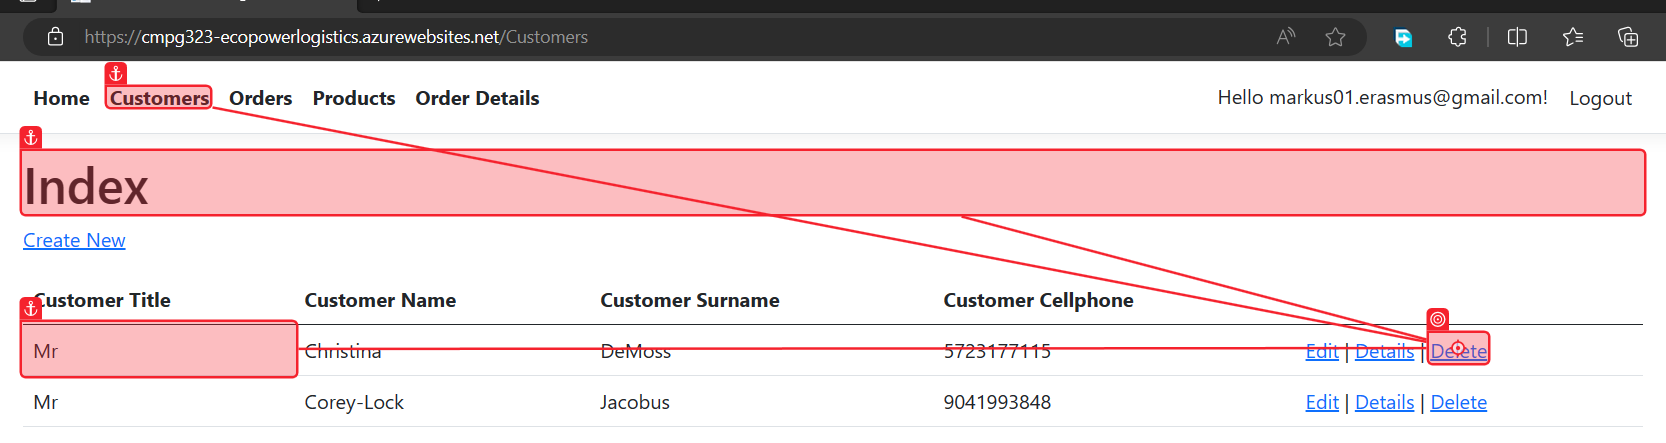 https://cmpg323-ecopowerlogistics.azurewebsites.net/Customers
Home Customers Orders Products Order Details Hello markus01.erasmus@gmail.com! Logout
Index
Create New
Customer Title Customer Name Customer Surname Customer Cellphone
Mr Christina DeMoss 5723177115 Edit | Details | Delete
Mr Corey-Lock Jacobus 9041993848 Edit | Details | Delete